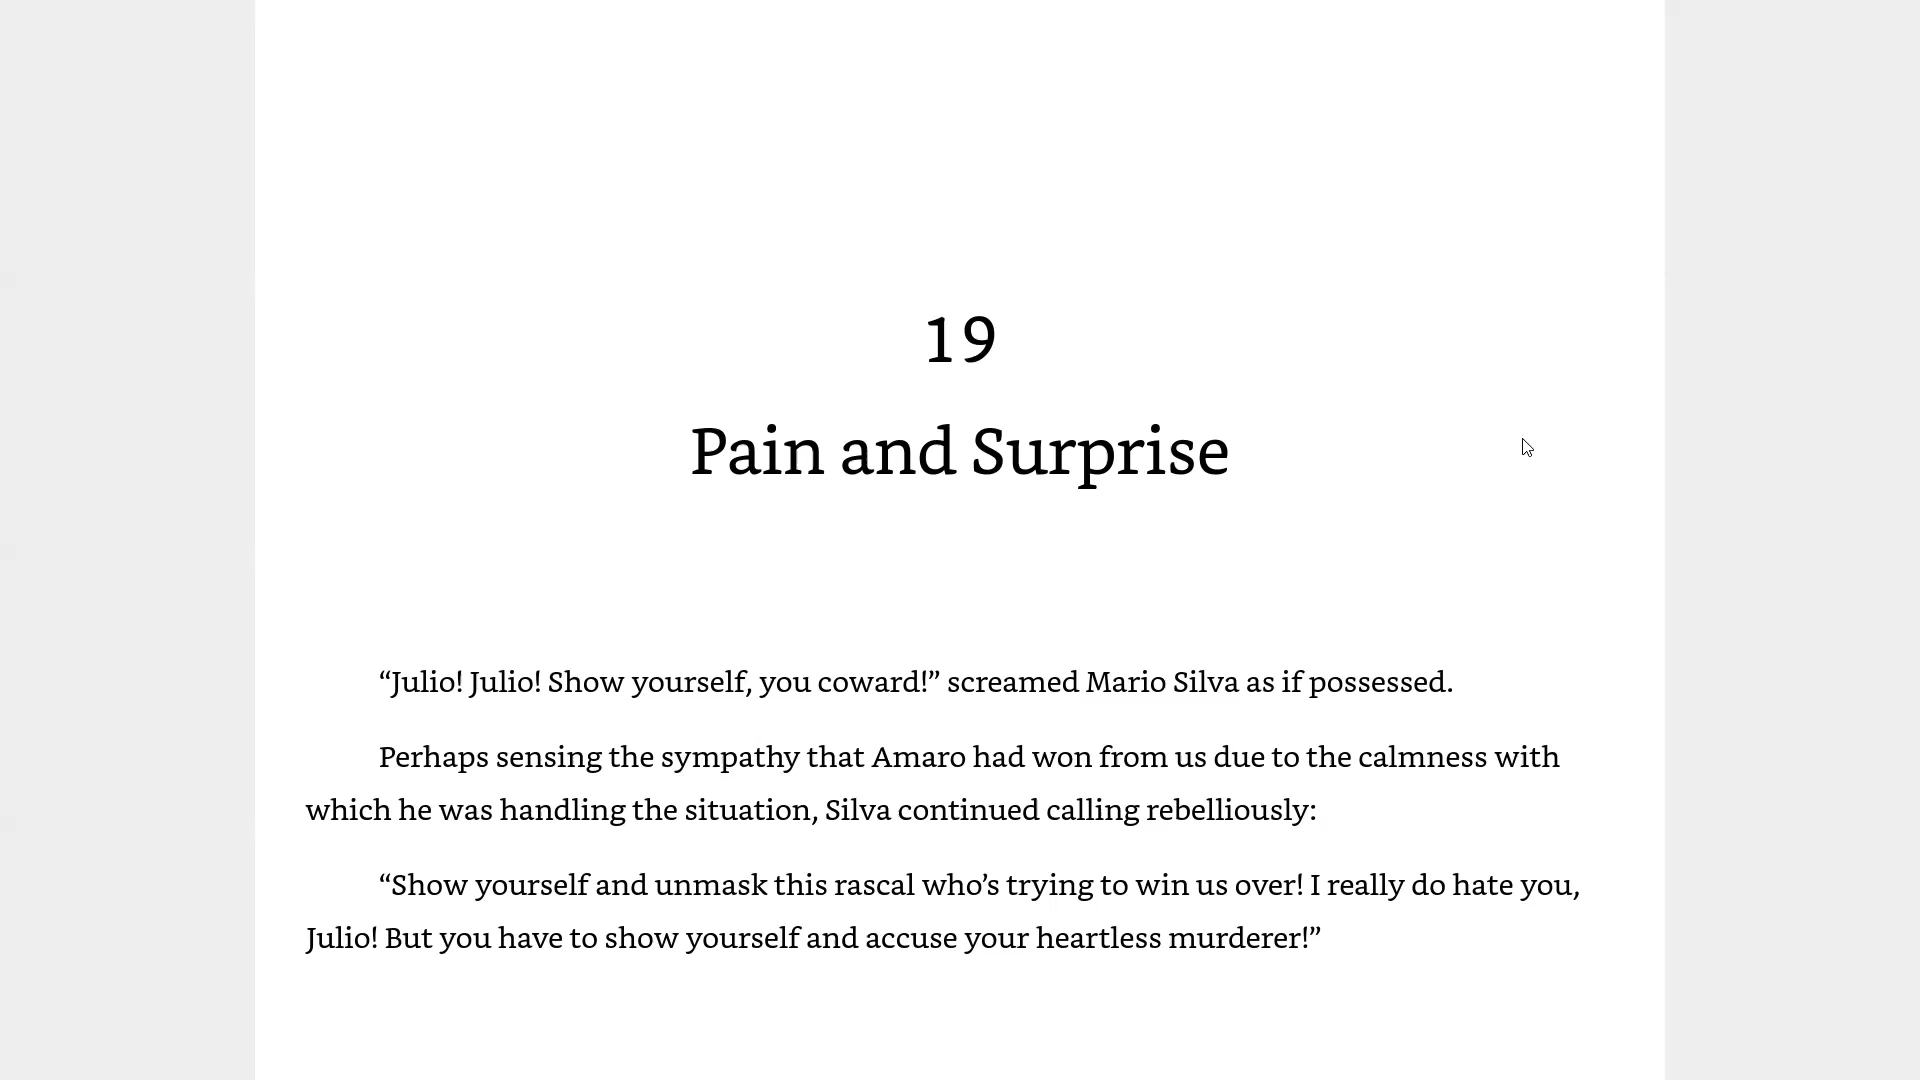 19
Pain and Surprise
“Julio! Julio! Show yourself, you coward!” screamed Mario Silva as if possessed.
Perhaps sensing the sympathy that Amaro had won from us due to the calmness with
which he was handling the situation, Silva continued calling rebelliously:
“Show yourself and unmask this rascal who’s trying to win us over! I really do hate you,
Julio! But you have to show yourself and accuse your heartless murderer!”